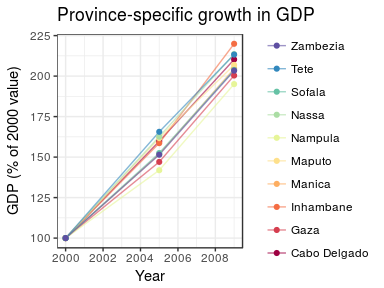 Province-specific growth in GDP
225
200
175
150
125
100
GDP (% of 2000 value)
2000 2002 2004 2006 2008
Year
Zambezia
Tete
Sofala
Nassa
Nampula
Maputo
Manica
Inhambane
Gaza
Cabo Delgado